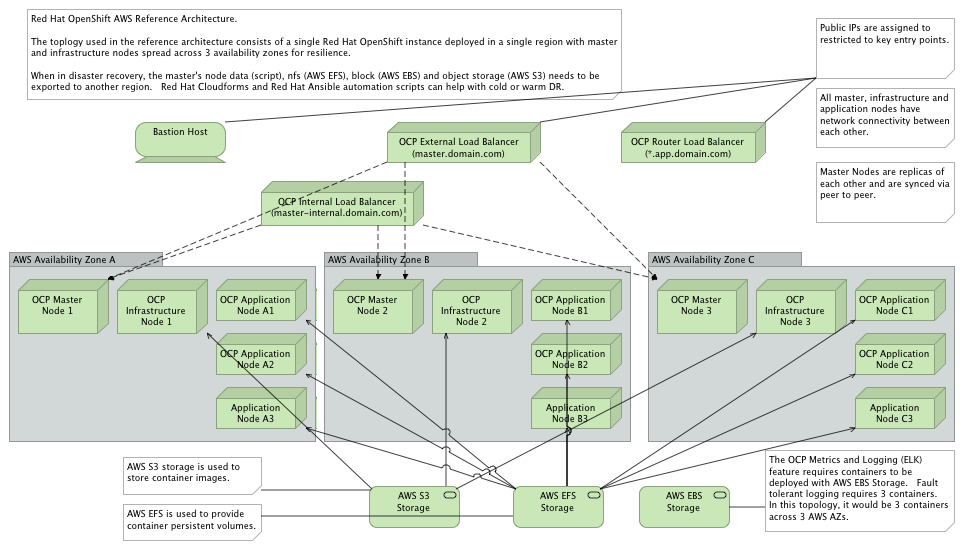 Red Hat OpenShift AWS Reference Architecture.
The toplogy used in the reference architecture consists of a single Red Hat OpenShift instance deployed in a single region with master
and infrastructure nodes spread across 3 availability zones for resilience.
When in disaster recovery, the master's node data (script), nfs (AWS EFS), block (AWS EBS) and object storage (AWS S3) needs to be
exported to another region. Red Hat Cloudforms and Red Hat Ansible automation scripts can help with cold or warm DR.
Public IPs are assigned to
restricted to key entry points.
All master, infrastructure and
application nodes have
network connectivity between
each other.
Master Nodes are replicas of
each other and are synced via
peer to peer.
Bastion Host
OCP External Load Balancer
(master.domain.com)
OCP Router Load Balancer
(*.app.domain.com)
OCP Internal Load Balancer
(master-internal.domain.com)
AWS Availability Zone A
OCP Master
Node 1
OCP
Infrastructure
Node 1
OCP Application
Node A1
OCP Application
Node A2
Application
Node A3
AWS Availability Zone B
OCP Master
Node 2
OCP
Infrastructure
Node 2
OCP Application
Node B1
OCP Application
Node B2
Application
Node B3
AWS Availability Zone C
OCP Master
Node 3
OCP
Infrastructure
Node 3
OCP Application
Node C1
OCP Application
Node C2
Application
Node C3
AWS S3 storage is used to
store container images.
AWS EFS is used to provide
container persistent volumes.
AWS S3
Storage
AWS EFS
Storage
AWS EBS
Storage
The OCP Metrics and Logging (ELK)
feature requires containers to be
deployed with AWS EBS Storage. Fault
tolerant logging requires 3 containers.
In this topology, it would be 3 containers
across 3 AWS AZs.